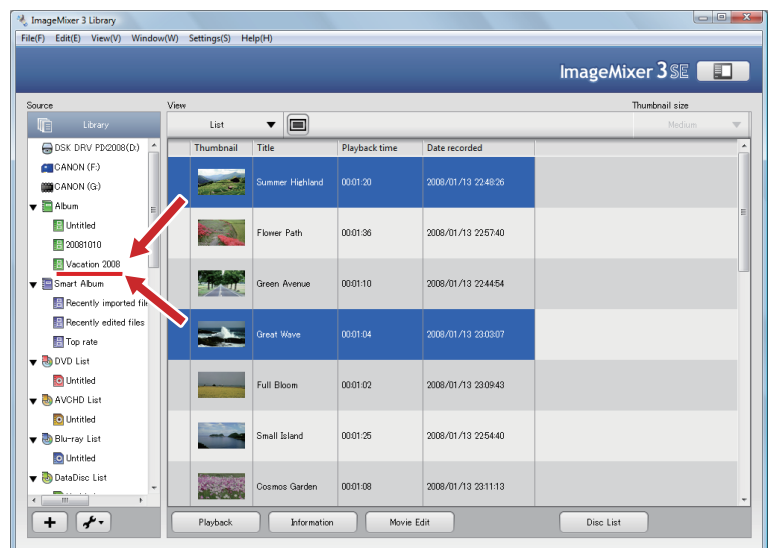 ImageMixer 3 Library
File(F) Edit(E) View(V) Window(W) Settings(S) Help(H)
ImageMixer 3 SE
Source View Thumbnail size
Library List Medium
DSK DRV PIX2008(D:)
CANON (F:)
CANON (G:)
Album
Untitled
20081010
Vacation 2008
Smart Album
Recently imported file
Recently edited files
Top rate
DVD List
Untitled
AVCHD List
Untitled
Blu-ray List
Untitled
DataDisc List
Thumbnail Title Playback time Date recorded
Summer Highland 00:01:20 2008/01/13 22:48:26
Flower Path 00:01:36 2008/01/13 22:57:40
Green Avenue 00:01:10 2008/01/13 22:44:54
Great Wave 00:01:04 2008/01/13 23:03:07
Full Bloom 00:01:02 2008/01/13 23:09:43
Small Island 00:01:25 2008/01/13 22:54:40
Cosmos Garden 00:01:08 2008/01/13 23:11:13
Playback Information Movie Edit Disc List